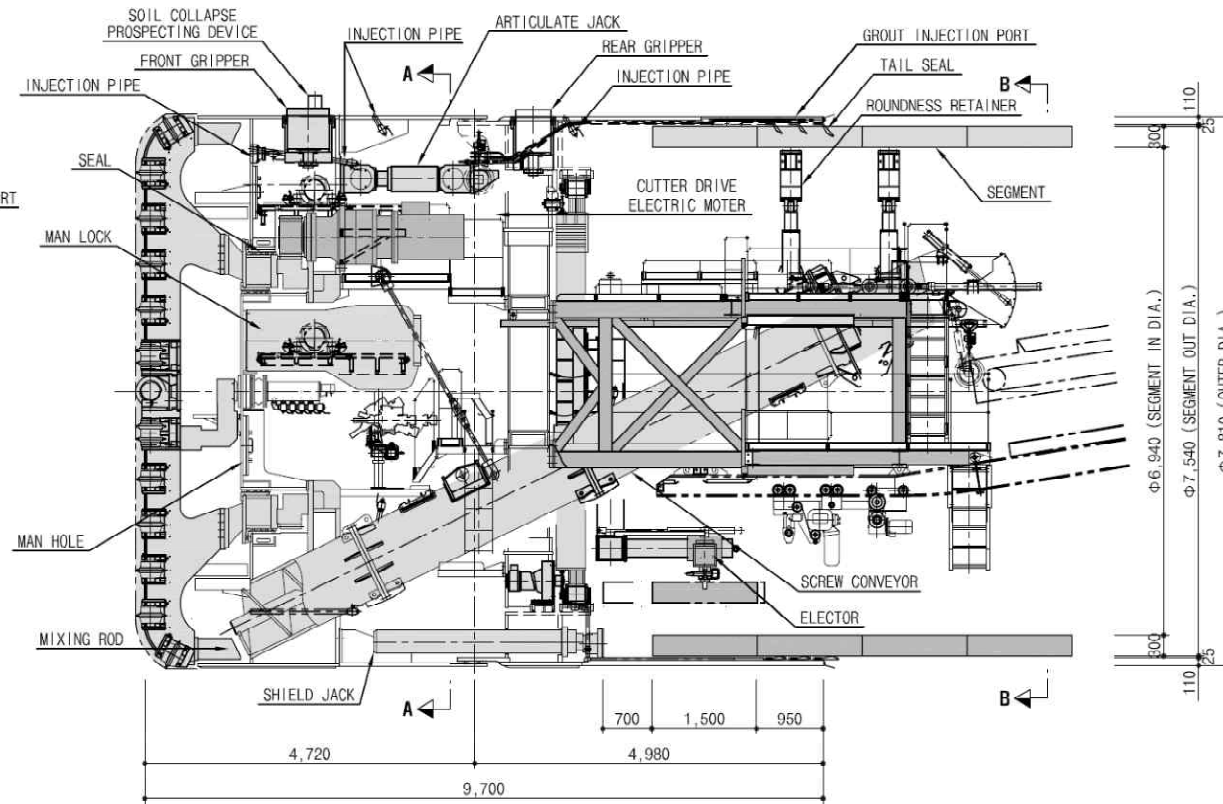 SOIL COLLAPSE
PROSPECTING DEVICE
INJECTION PIPE
ARTICULATE JACK
GROUT INJECTION PORT
FRONT GRIPPER
REAR GRIPPER
TAIL SEAL
INJECTION PIPE
A
INJECTION PIPE
B
ROUNDNESS RETAINER
110
25
300
SEAL
CUTTER DRIVE
ELECTRIC MOTER
SEGMENT
RT
MAN LOCK
Φ6,940 (SEGMENT IN DIA.)
Φ7,540 (SEGMENT OUT DIA.)
MAN HOLE
SCREW CONVEYOR
ELECTOR
MIXING ROD
300
25
110
SHIELD JACK
A
B
700
1,500
950
4,720
4,980
9,700